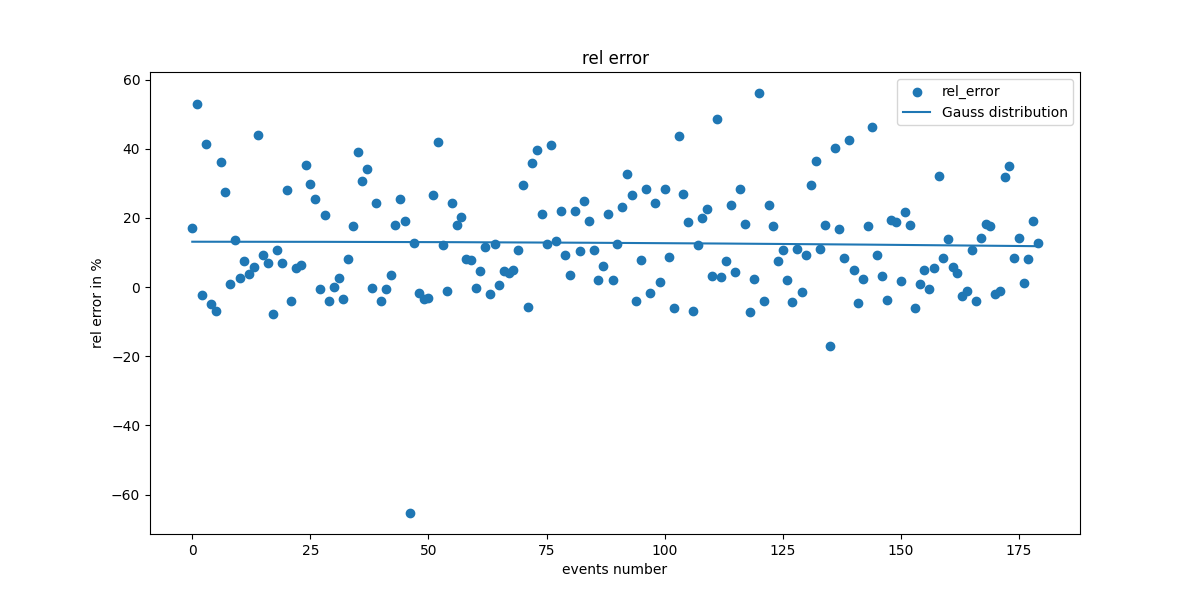 rel error
rel_error
Gauss distribution
60
40
20
0
−20
−40
−60
rel error in %
0 25 50 75 100 125 150 175
events number